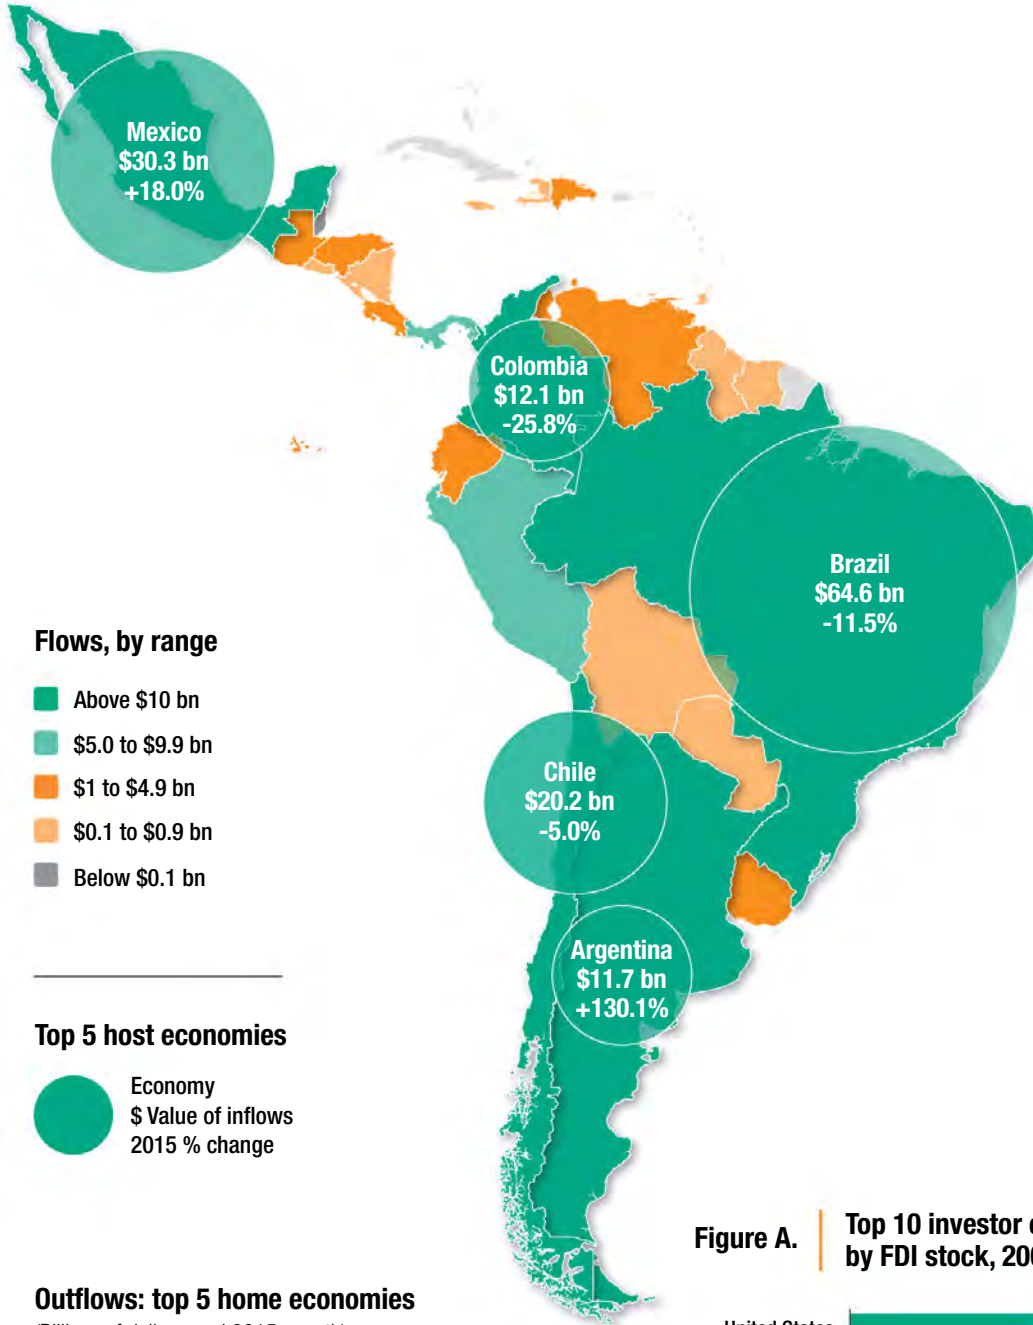 Mexico
$30.3 bn
+18.0%
Colombia
$12.1 bn
-25.8%
Brazil
$64.6 bn
-11.5%
Chile
$20.2 bn
-5.0%
Argentina
$11.7 bn
+130.1%
Flows, by range
Above $10 bn
$5.0 to $9.9 bn
$1 to $4.9 bn
$0.1 to $0.9 bn
Below $0.1 bn
Top 5 host economies
Economy
$ Value of inflows
2015 % change
Figure A.
Top 10 investor
by FDI stock,
Outflows: top 5 home economies
United States